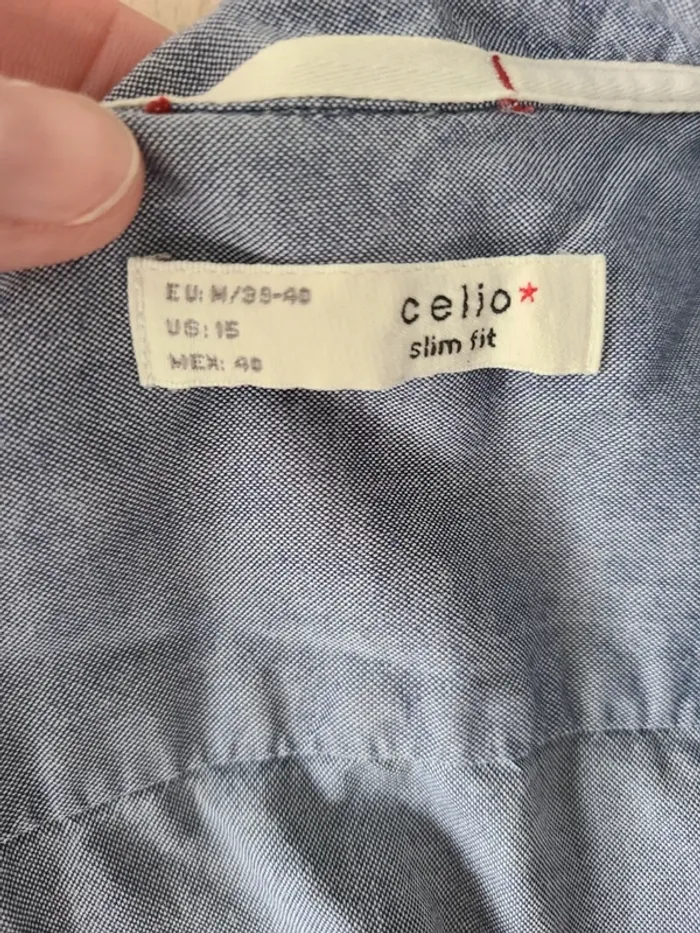 EU: M/39-40
US: 15
MEX: 40
celio*
slim fit